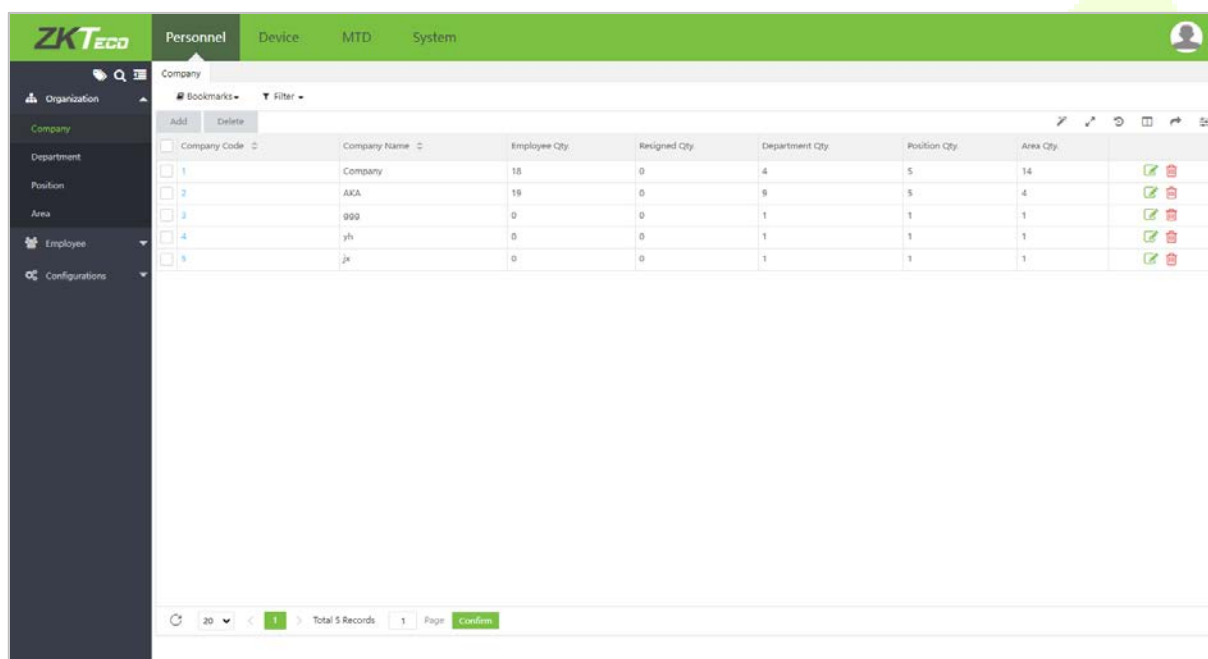 ZKTeco Personnel Device MTD System
Company
Organization Bookmarks Filter
Company Add Delete
Department Company Code Company Name Employee Qty. Resigned Qty. Department Qty. Position Qty. Area Qty.
Position 1 Company 18 0 4 5 14
Area 2 AKA 19 0 9 5 4
3 ggg 0 0 1 1 1
Employee 4 yh 0 0 1 1 1
Configurations 5 jx 0 0 1 1 1
20 1 Total 5 Records 1 Page Confirm